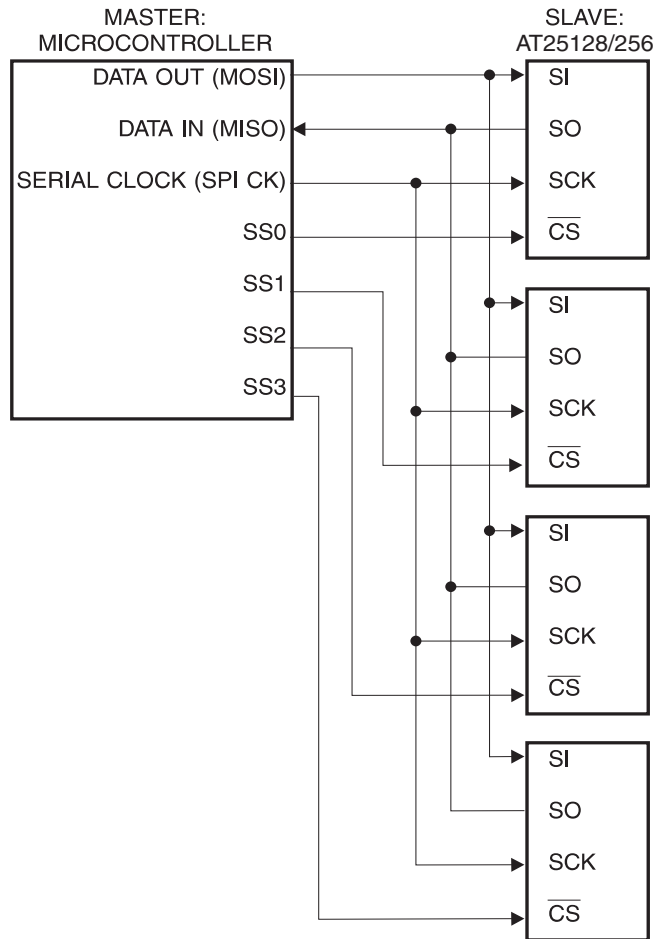 MASTER:
MICROCONTROLLER
DATA OUT (MOSI)
DATA IN (MISO)
SERIAL CLOCK (SPI CK)
SS0
SS1
SS2
SS3
SLAVE:
AT25128/256
SI
SO
SCK
CS
SI
SO
SCK
CS
SI
SO
SCK
CS
SI
SO
SCK
CS